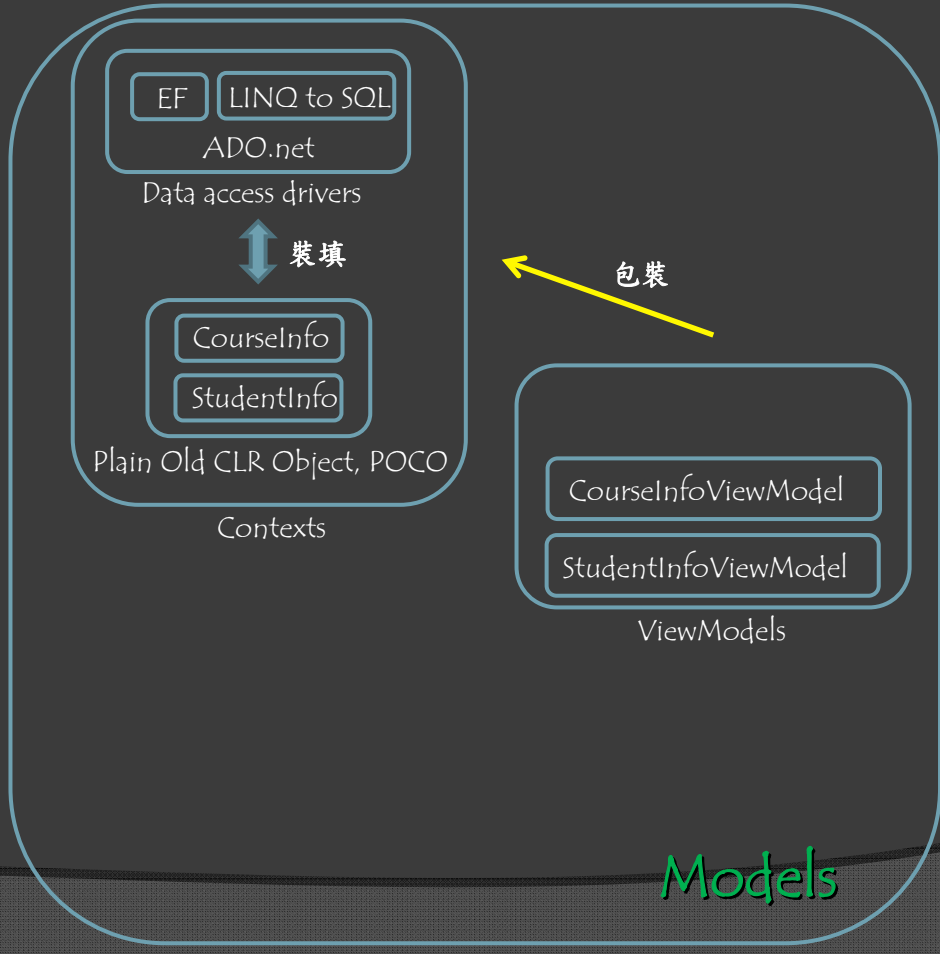 EF
LINQ to SQL
ADO.net
Data access drivers
裝填
包裝
CourseInfo
StudentInfo
Plain Old CLR Object, POCO
Contexts
CourseInfoViewModel
StudentInfoViewModel
ViewModels
Models